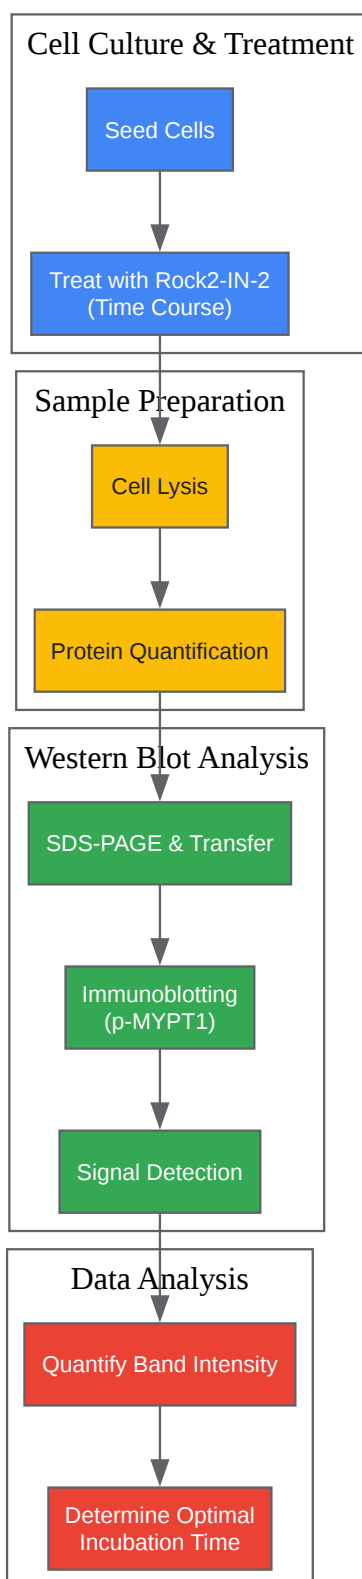 Cell Culture & Treatment
Seed Cells
Treat with Rock2-IN-2
(Time Course)
Sample Preparation
Cell Lysis
Protein Quantification
Western Blot Analysis
SDS-PAGE & Transfer
Immunoblotting
(p-MYPT1)
Signal Detection
Data Analysis
Quantify Band Intensity
Determine Optimal
Incubation Time